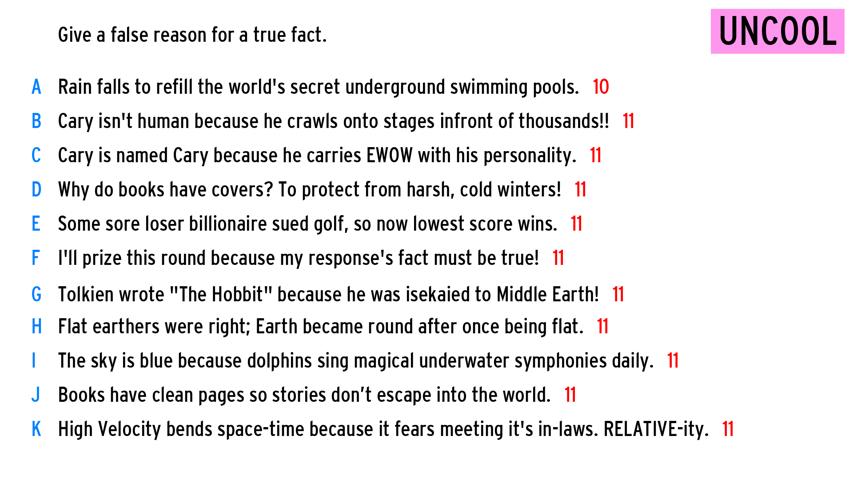 Give a false reason for a true fact.
UNCOOL
A Rain falls to refill the world's secret underground swimming pools. 10
B Cary isn't human because he crawls onto stages infront of thousands!! 11
C Cary is named Cary because he carries EWOW with his personality. 11
D Why do books have covers? To protect from harsh, cold winters! 11
E Some sore loser billionaire sued golf, so now lowest score wins. 11
F I'll prize this round because my response's fact must be true! 11
G Tolkien wrote "The Hobbit" because he was isekaied to Middle Earth! 11
H Flat earthers were right; Earth became round after once being flat. 11
I The sky is blue because dolphins sing magical underwater symphonies daily. 11
J Books have clean pages so stories don’t escape into the world. 11
K High Velocity bends space-time because it fears meeting it's in-laws. RELATIVE-ity. 11